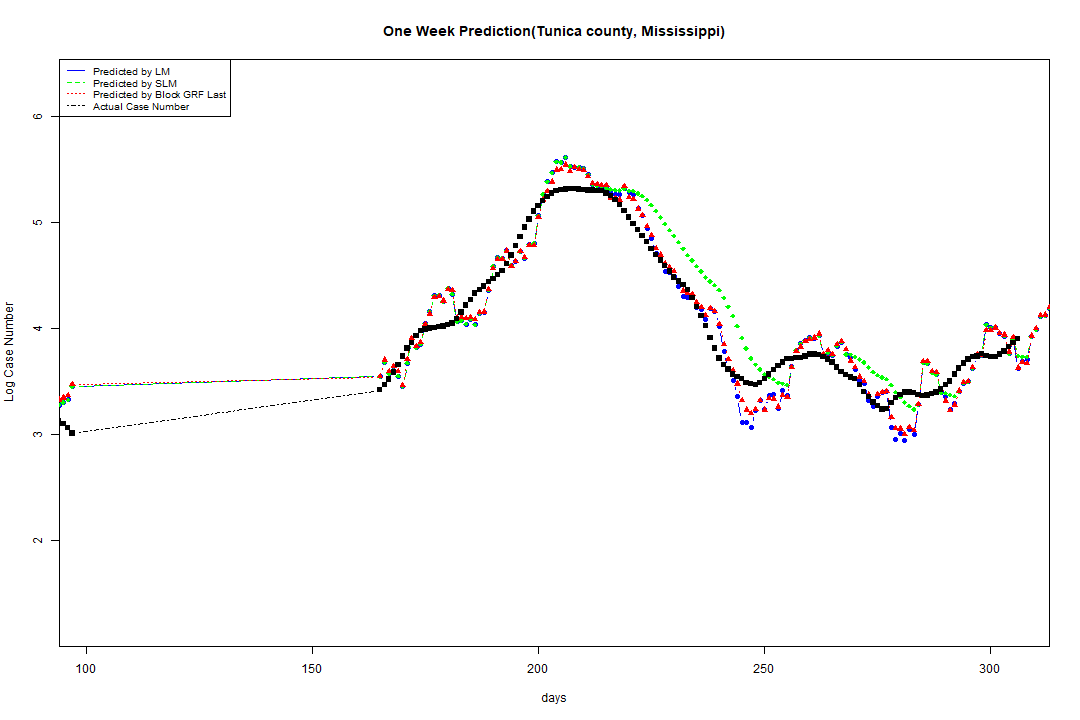 One Week Prediction(Tunica county, Mississippi)
Predicted by LM
Predicted by SLM
Predicted by Block GRF Last
Actual Case Number
6
5
4
3
2
Log Case Number
100 150 200 250 300
days